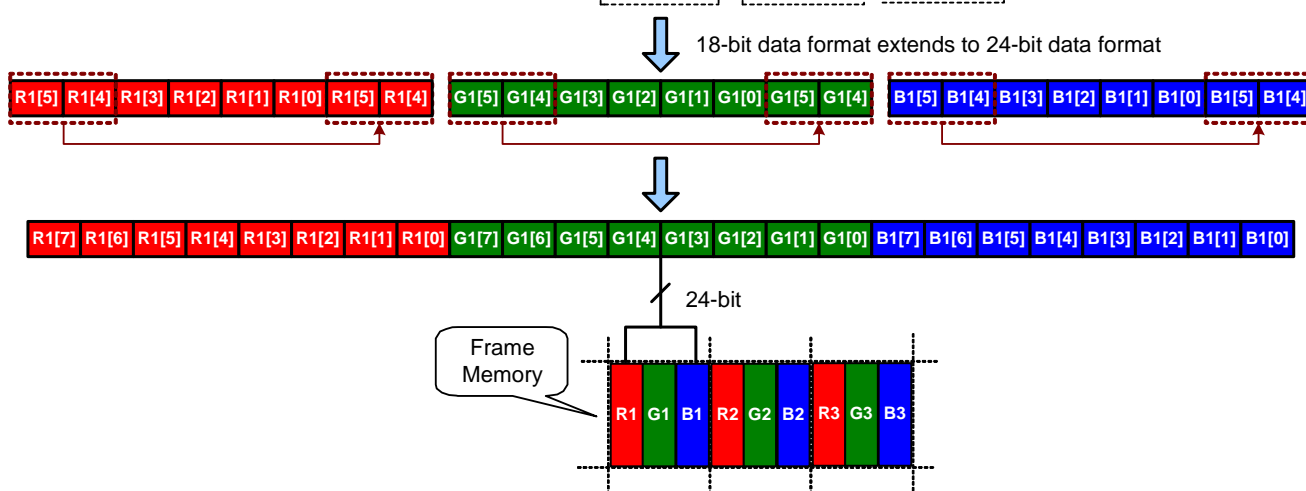 18-bit data format extends to 24-bit data format
R1[5] R1[4] R1[3] R1[2] R1[1] R1[0] R1[5] R1[4] G1[5] G1[4] G1[3] G1[2] G1[1] G1[0] G1[5] G1[4] B1[5] B1[4] B1[3] B1[2] B1[1] B1[0] B1[5] B1[4]
R1[7] R1[6] R1[5] R1[4] R1[3] R1[2] R1[1] R1[0] G1[7] G1[6] G1[5] G1[4] G1[3] G1[2] G1[1] G1[0] B1[7] B1[6] B1[5] B1[4] B1[3] B1[2] B1[1] B1[0]
24-bit
Frame
Memory
R1 G1 B1 R2 G2 B2 R3 G3 B3